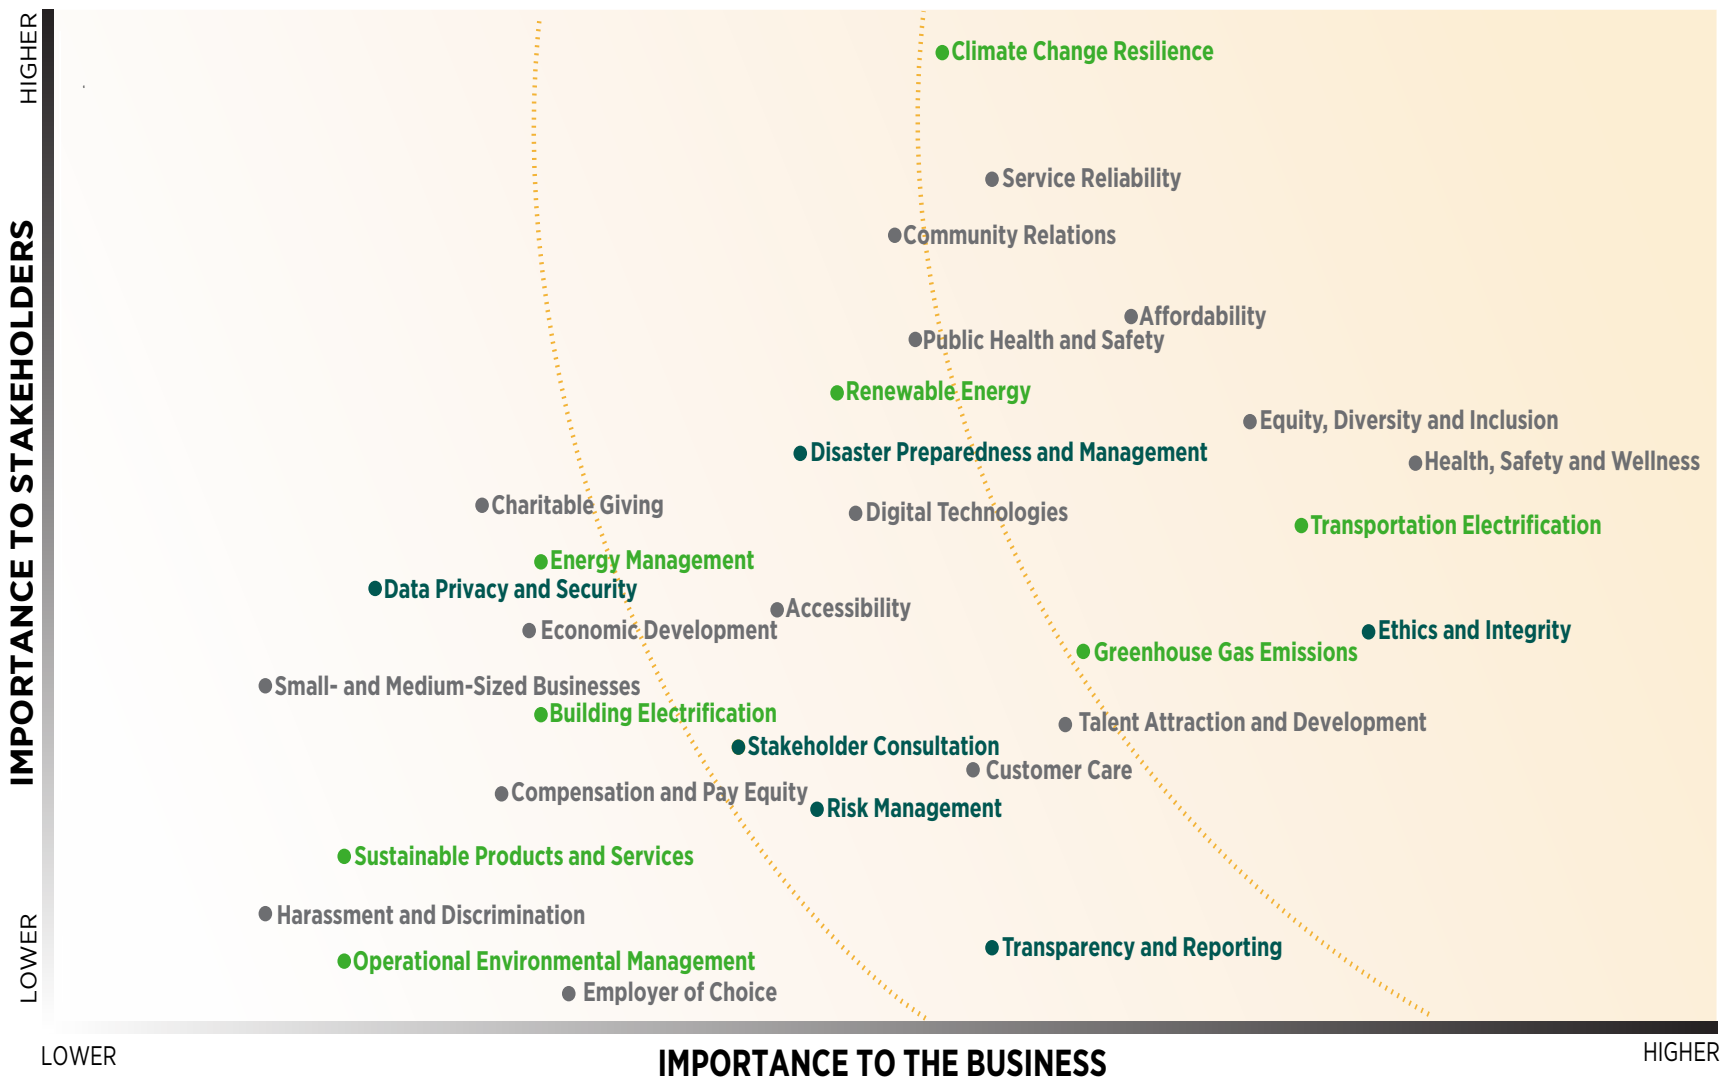 HIGHER
Climate Change Resilience
Service Reliability
Community Relations
Affordability
Public Health and Safety
Renewable Energy
Equity, Diversity and Inclusion
Disaster Preparedness and Management
Health, Safety and Wellness
Charitable Giving
Digital Technologies
Transportation Electrification
Energy Management
Data Privacy and Security
Accessibility
Economic Development
Ethics and Integrity
Greenhouse Gas Emissions
Small- and Medium-Sized Businesses
Building Electrification
Talent Attraction and Development
Stakeholder Consultation
Customer Care
Compensation and Pay Equity
Risk Management
Sustainable Products and Services
Harassment and Discrimination
Transparency and Reporting
Operational Environmental Management
Employer of Choice
IMPORTANCE TO STAKEHOLDERS
LOWER
LOWER
IMPORTANCE TO THE BUSINESS
HIGHER